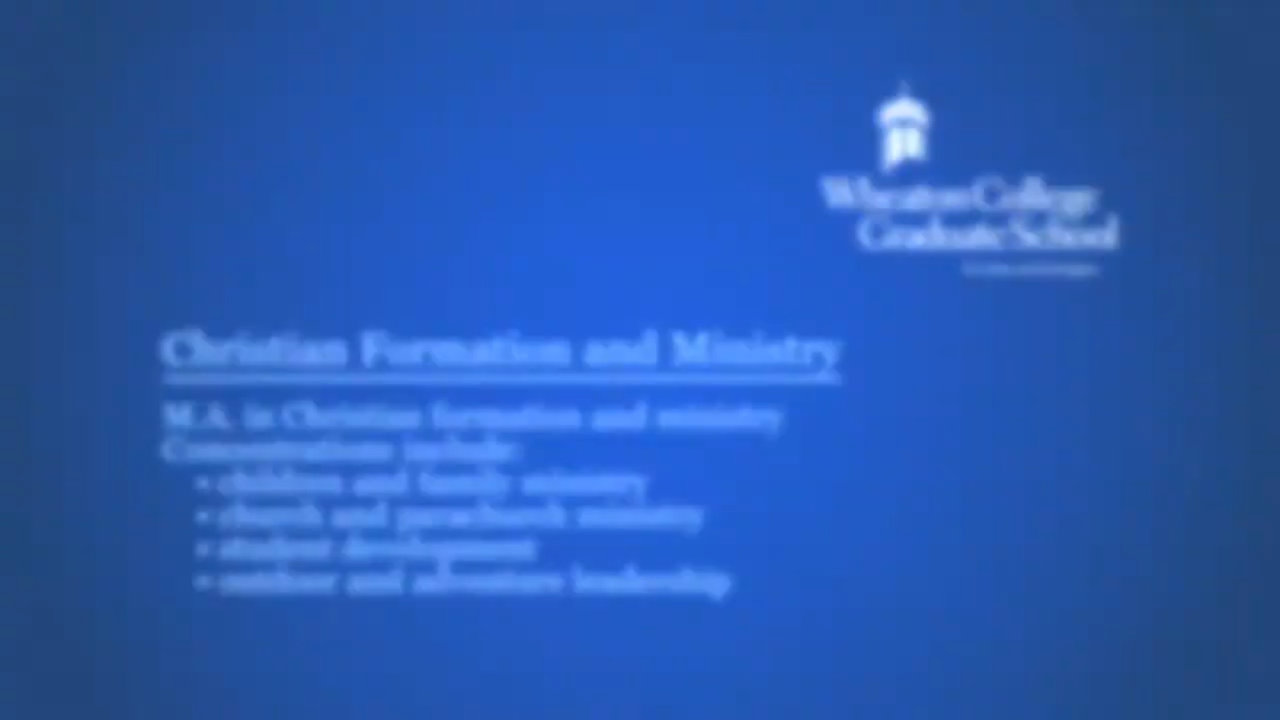 Wheaton College
Graduate School
Christian Formation and Ministry
M.A. in Christian formation and ministry
Concentrations include:
• children and family ministry
• church and parachurch ministry
• student development
• outdoor and adventure leadership